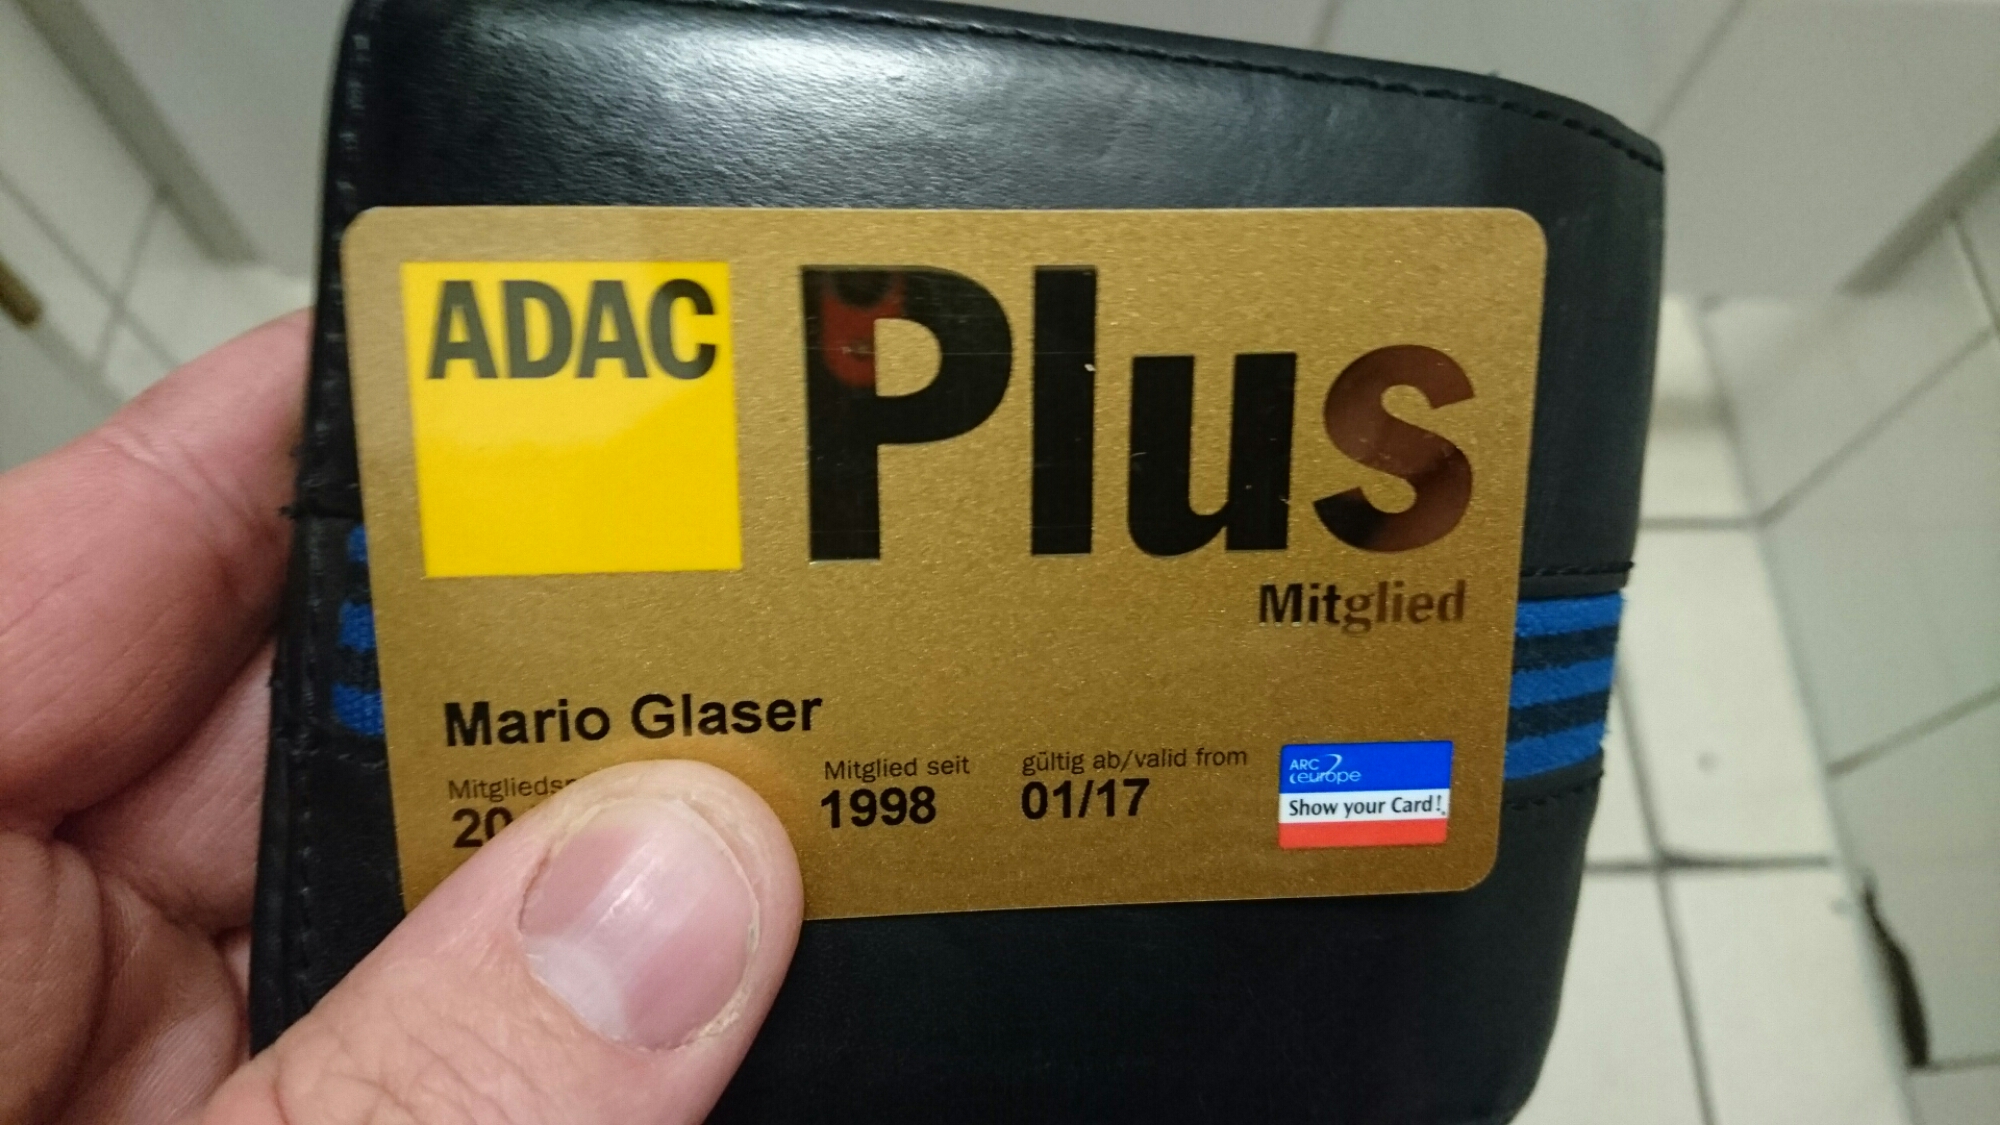 ADAC Plus
Mitglied
Mario Glaser
Mitglied seit gültig ab/valid from
20 1998 01/17
ARC europe
Show your Card!